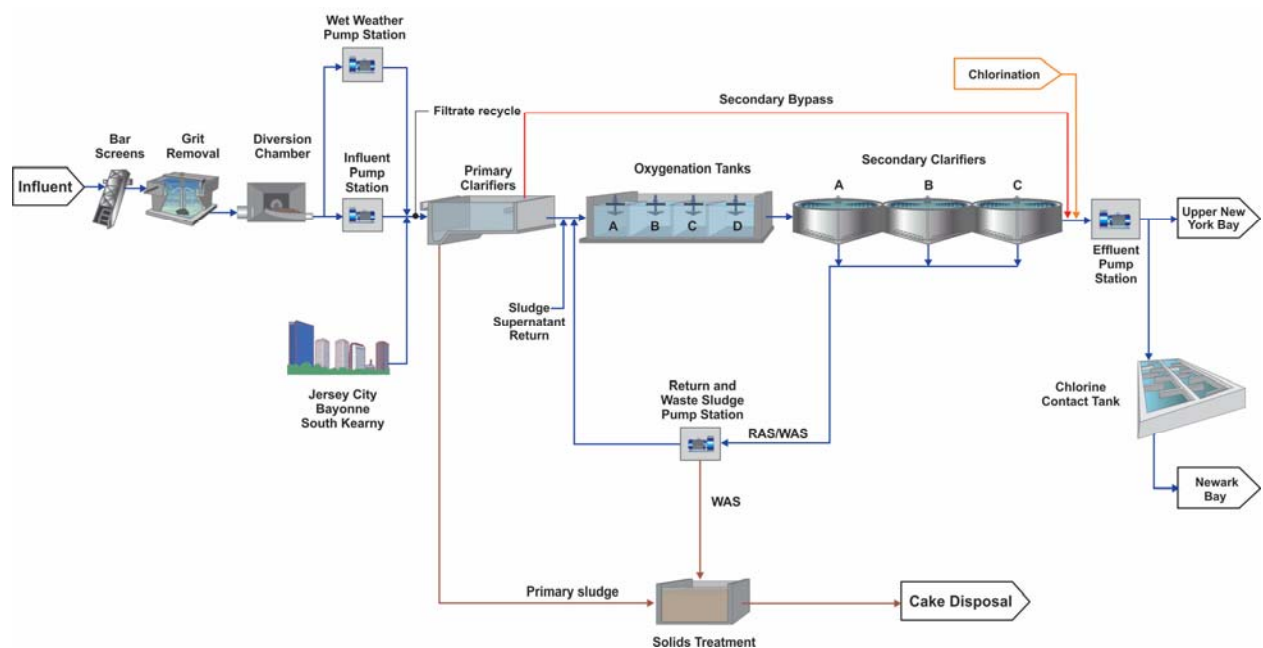 Wet Weather
Pump Station
Chlorination
Secondary Bypass
Filtrate recycle
Bar
Screens
Grit
Removal
Diversion
Chamber
Influent
Pump
Station
Primary
Clarifiers
Oxygenation Tanks
Secondary Clarifiers
A
B
C
Influent
A
B
C
D
Upper New
York Bay
Effluent
Pump
Station
Sludge
Supernatant
Return
Jersey City
Bayonne
South Kearny
Return and
Waste Sludge
Pump Station
RAS/WAS
Chlorine
Contact Tank
WAS
Newark
Bay
Primary sludge
Cake Disposal
Solids Treatment